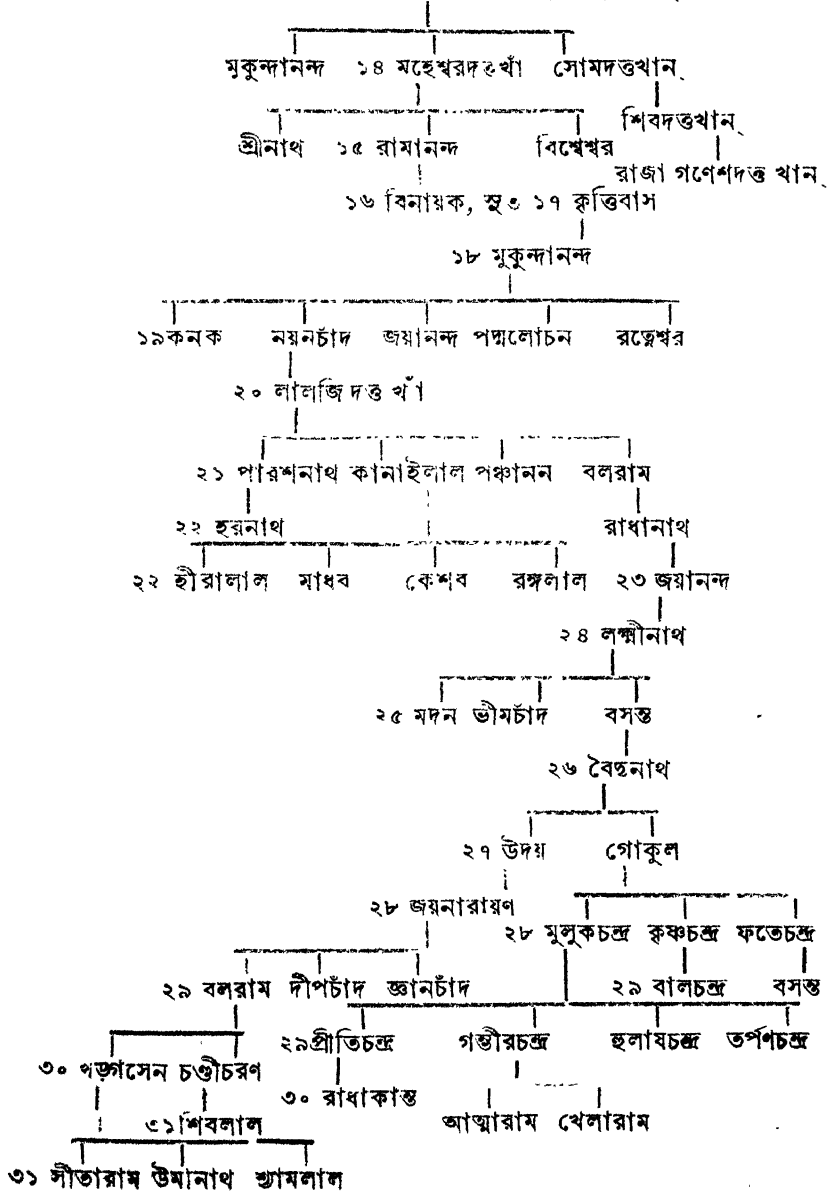 মুকুন্দানন্দ ১৪ মহেশ্বরদত্তখাঁ সোমদত্তখান্
শিবদত্তখান্
শ্রীনাথ ১৫ রামানন্দ বিশ্বেশ্বর
রাজা গণেশদত্ত খান্
১৬ বিনায়ক, সুত ১৭ কৃত্তিবাস
১৮ মুকুন্দানন্দ
১৯কনক নয়নচাঁদ জয়ানন্দ পদ্মলোচন রত্নেশ্বর
২০ লালজি দত্ত খাঁ
২১ পারশনাথ কানাইলাল পঞ্চানন বলরাম
২২ হরনাথ রাধানাথ
২২ হীরালাল মাধব কেশব রঙ্গলাল ২৩ জয়ানন্দ
২৪ লক্ষ্মীনাথ
২৫ মদন ভীমচাঁদ বসন্ত
২৬ বৈদ্যনাথ
২৭ উদয় গোকুল
২৮ জয়নারায়ণ
২৮ মুলুকচন্দ্র কৃষ্ণচন্দ্র ফতেচন্দ্র
২৯ বলরাম দীপচাঁদ জ্ঞানচাঁদ ২৯ বালচন্দ্র বসন্ত
২৯প্রীতিচন্দ্র গম্ভীরচন্দ্র হুলাষচন্দ্র তর্পণচন্দ্র
৩০ খড়্গসেন চণ্ডীচরণ
৩০ রাধাকান্ত
৩১শিবলাল আত্মারাম খেলারাম
৩১ সীতারাম উমানাথ শ্যামলাল